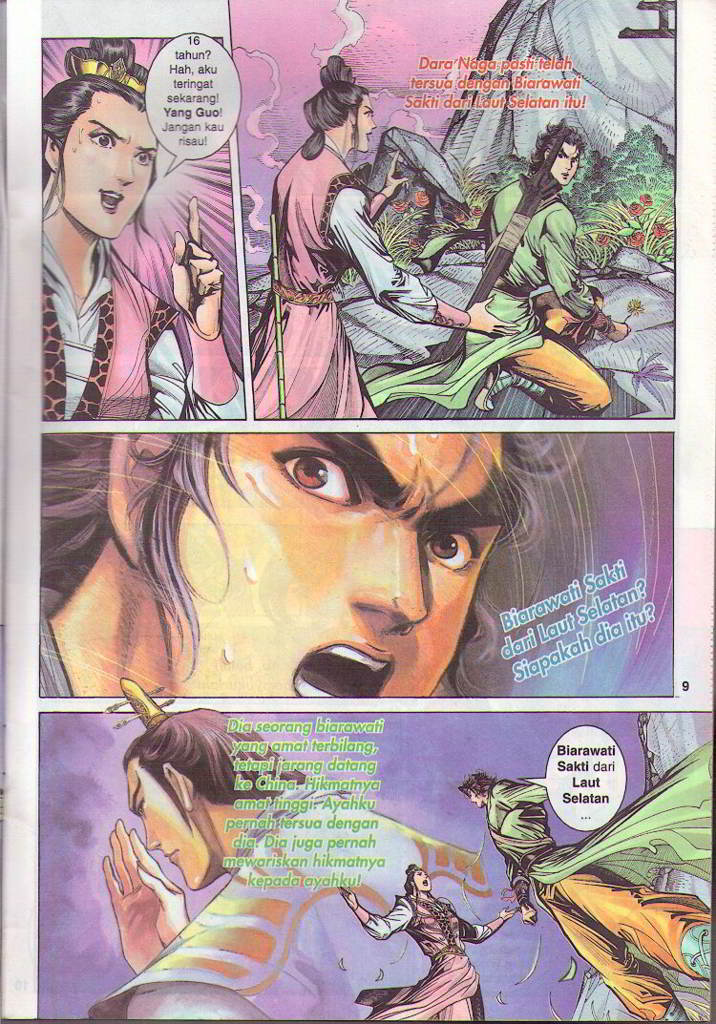 16
tahun?
Hah, aku
teringat
sekarang!
Yang Guo!
Jangan kau
risau!
Dara Naga pasti telah
tersua dengan Biarawati
Sakti dari Laut Selatan itu!
Biarawati Sakti
dari Laut Selatan?
Siapakah dia itu?
9
Dia seorang biarawati
yang amat terbilang,
tetapi jarang datang
ke China. Hikmatnya
amat tinggi. Ayahku
pernah tersua dengan
dia. Dia juga pernah
mewariskan hikmatnya
kepada ayahku!
Biarawati
Sakti dari
Laut
Selatan
...